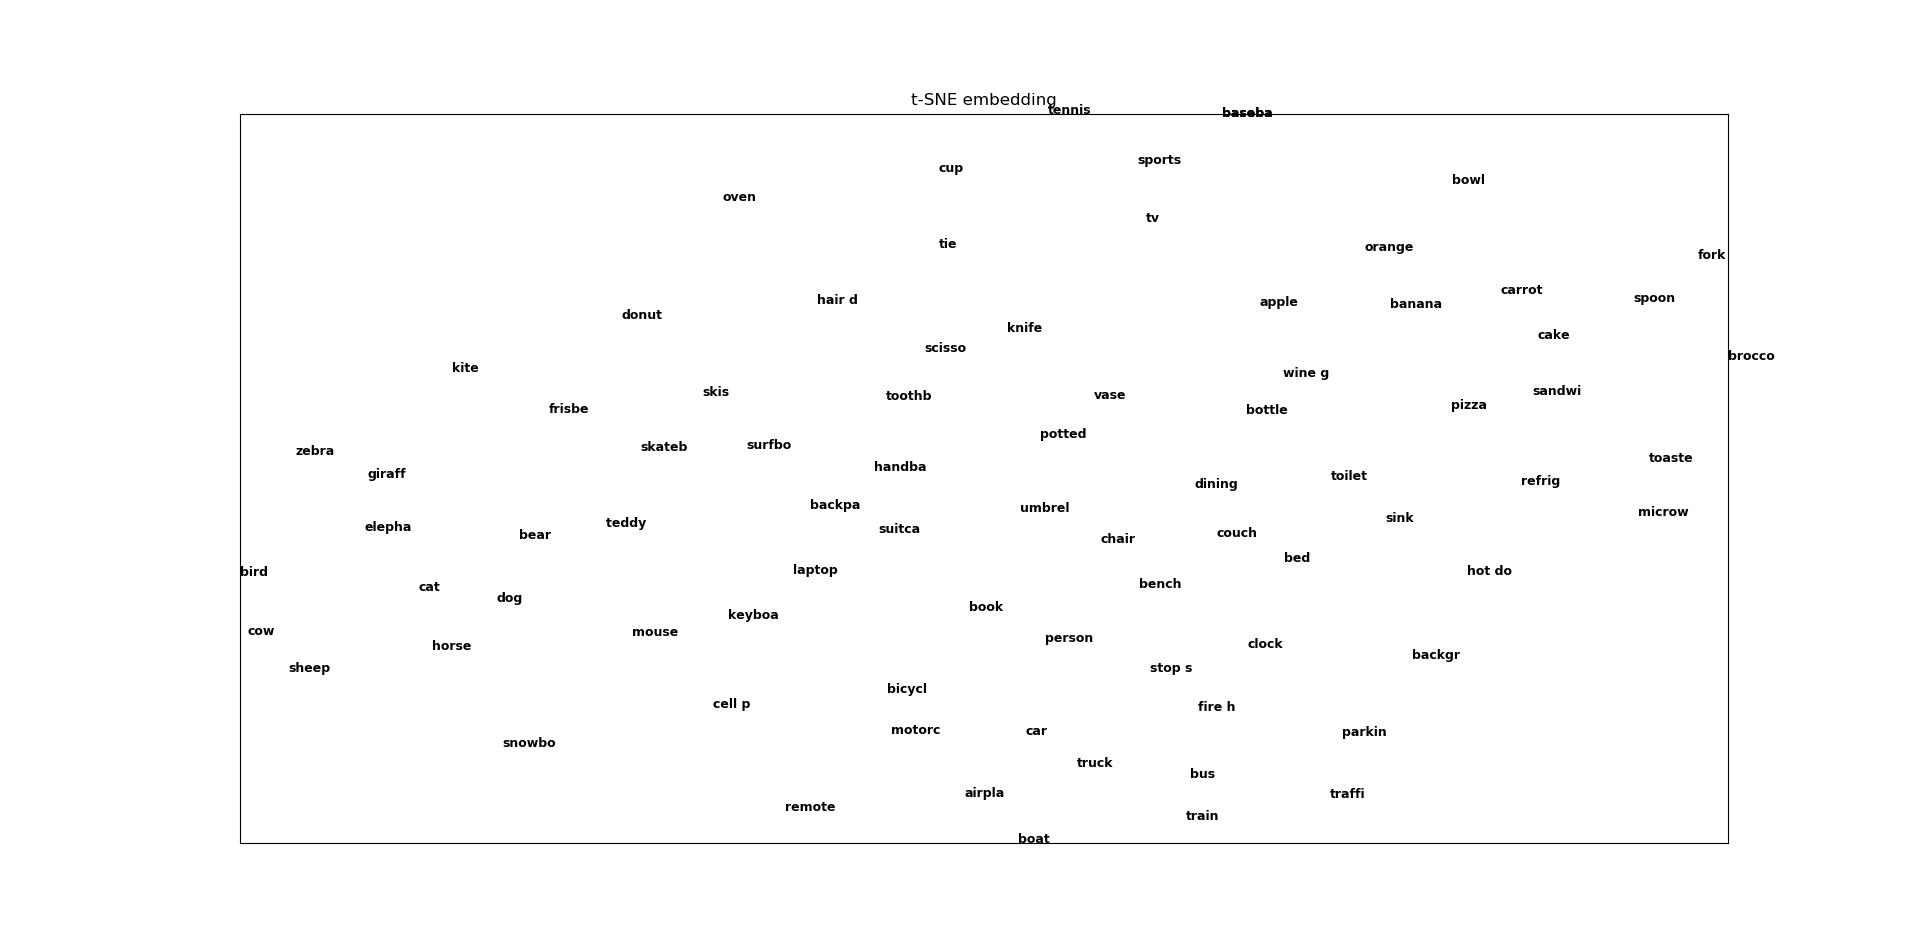 t-SNE embedding
tennis
baseba
sports
cup
bowl
oven
tv
tie
orange
fork
carrot
spoon
hair d
apple
banana
donut
knife
cake
scisso
brocco
kite
wine g
skis
sandwi
vase
toothb
pizza
frisbe
bottle
potted
surfbo
skateb
zebra
toaste
handba
giraff
toilet
refrig
dining
backpa
umbrel
microw
sink
teddy
elepha
suitca
couch
bear
chair
bed
laptop
hot do
bird
bench
cat
dog
book
keyboa
cow
mouse
person
clock
horse
backgr
sheep
stop s
bicycl
cell p
fire h
motorc
car
parkin
snowbo
truck
bus
airpla
traffi
remote
train
boat